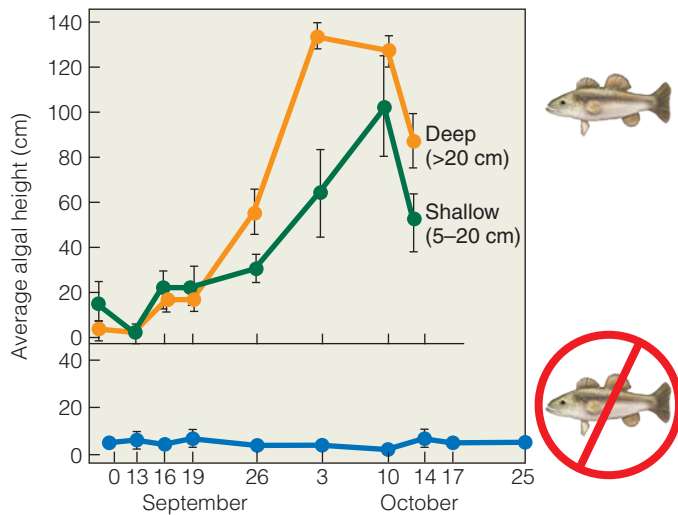 Average algal height (cm)
140
120
100
80
60
40
20
0
Deep
(>20 cm)
Shallow
(5–20 cm)
40
20
0
0 13 16 19 26 3 10 14 17 25
September October